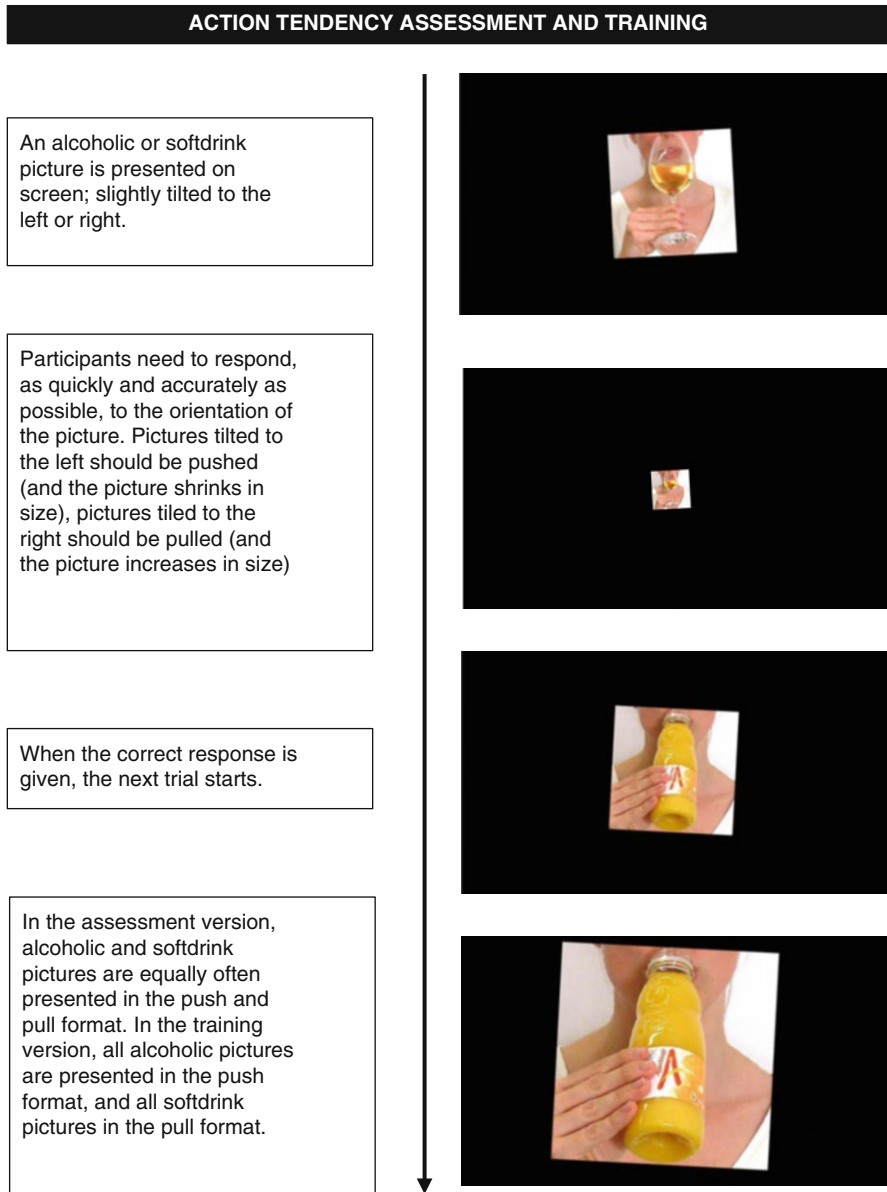 ACTION TENDENCY ASSESSMENT AND TRAINING
An alcoholic or softdrink
picture is presented on
screen; slightly tilted to the
left or right.
Participants need to respond,
as quickly and accurately as
possible, to the orientation of
the picture. Pictures tilted to
the left should be pushed
(and the picture shrinks in
size), pictures tiled to the
right should be pulled (and
the picture increases in size)
When the correct response is
given, the next trial starts.
In the assessment version,
alcoholic and softdrink
pictures are equally often
presented in the push and
pull format. In the training
version, all alcoholic pictures
are presented in the push
format, and all softdrink
pictures in the pull format.